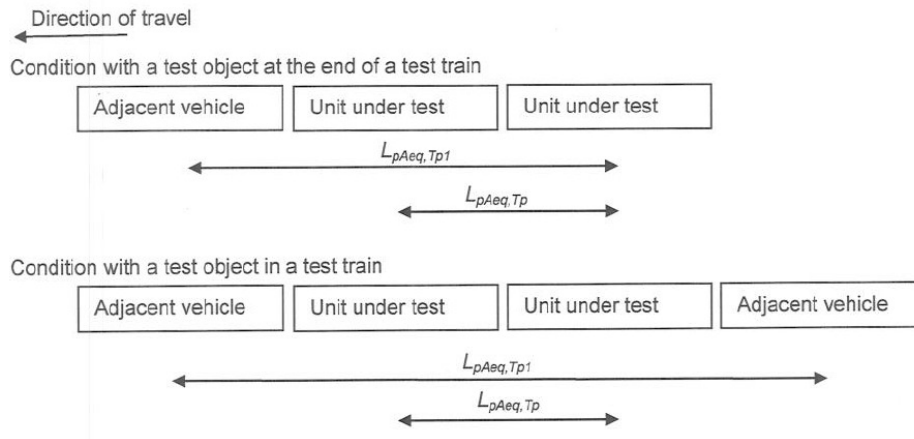 Direction of travel
Condition with a test object at the end of a test train
Adjacent vehicle Unit under test Unit under test
LpAeq,Tp1
LpAeq,Tp
Condition with a test object in a test train
Adjacent vehicle Unit under test Unit under test Adjacent vehicle
LpAeq,Tp1
LpAeq,Tp